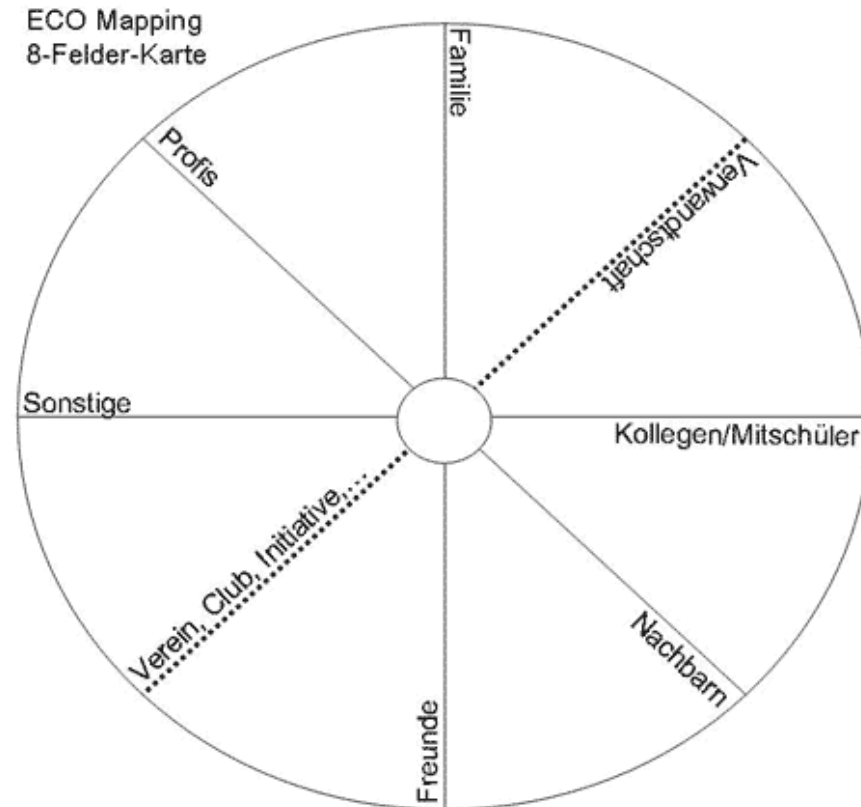 ECO Mapping
8-Felder-Karte
Familie
Verwandtschaft
Kollegen/Mitschüler
Nachbarn
Freunde
Verein, Club, Initiative,...
Sonstige
Profis